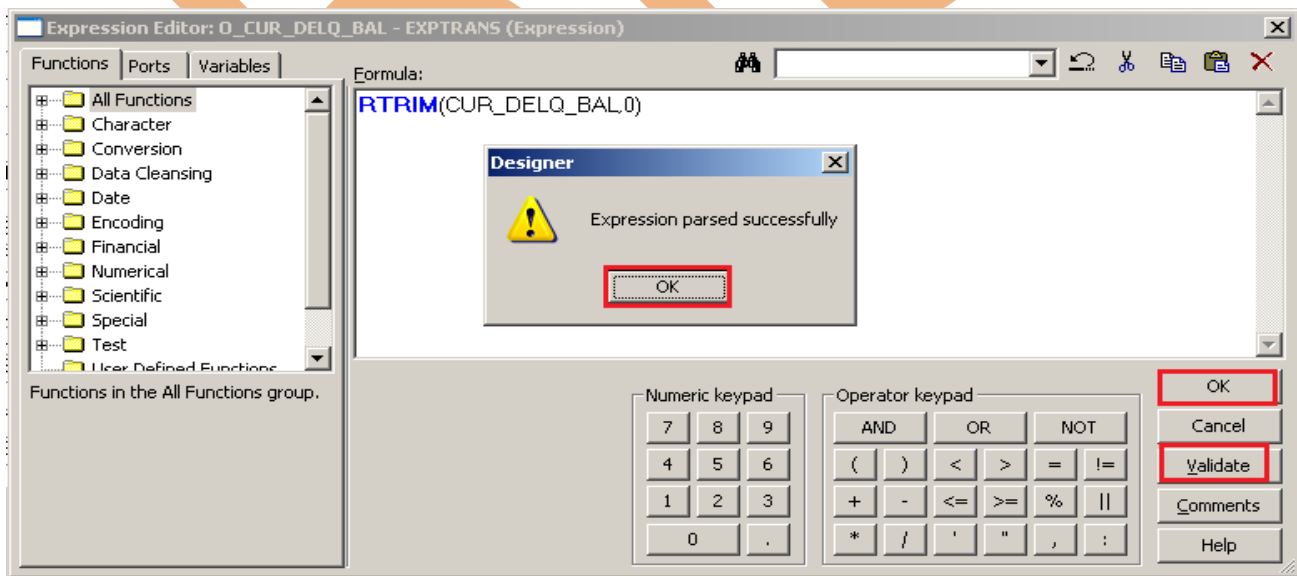 Expression Editor: O_CUR_DELQ_BAL - EXPTRANS (Expression)
Functions Ports Variables
Formula:
All Functions
Character
Conversion
Data Cleansing
Date
Encoding
Financial
Numerical
Scientific
Special
Test
User Defined Functions
RTRIM(CUR_DELQ_BAL,0)
Designer
Expression parsed successfully
OK
Functions in the All Functions group.
Numeric keypad
7 8 9
4 5 6
1 2 3
0 .
Operator keypad
AND OR NOT
( ) < > = !=
+ - <= >= % ||
* / ' " , :
OK
Cancel
Validate
Comments
Help